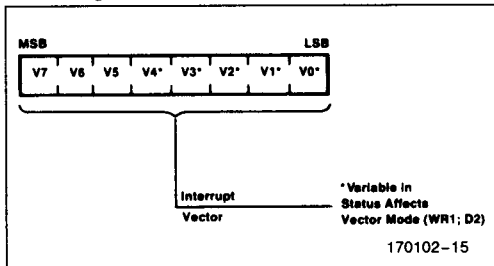 MSB LSB
V7 V6 V5 V4* V3* V2* V1* V0*
Interrupt
Vector
*Variable in
Status Affects
Vector Mode (WR1; D2)
170102-15